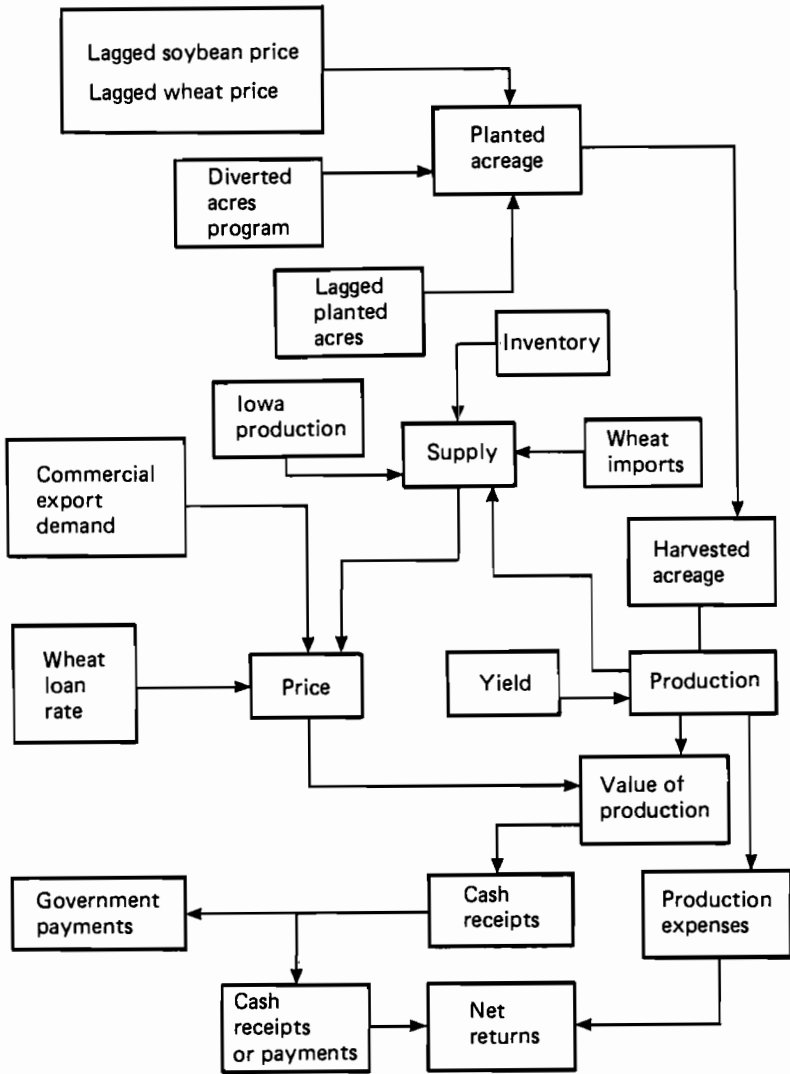 Lagged soybean price
Lagged wheat price
Planted
acreage
Diverted
acres
program
Lagged
planted
acres
Inventory
Iowa
production
Supply
Wheat
imports
Commercial
export
demand
Harvested
acreage
Wheat
loan
rate
Price
Yield
Production
Value of
production
Government
payments
Cash
receipts
Production
expenses
Cash
receipts
or payments
Net
returns